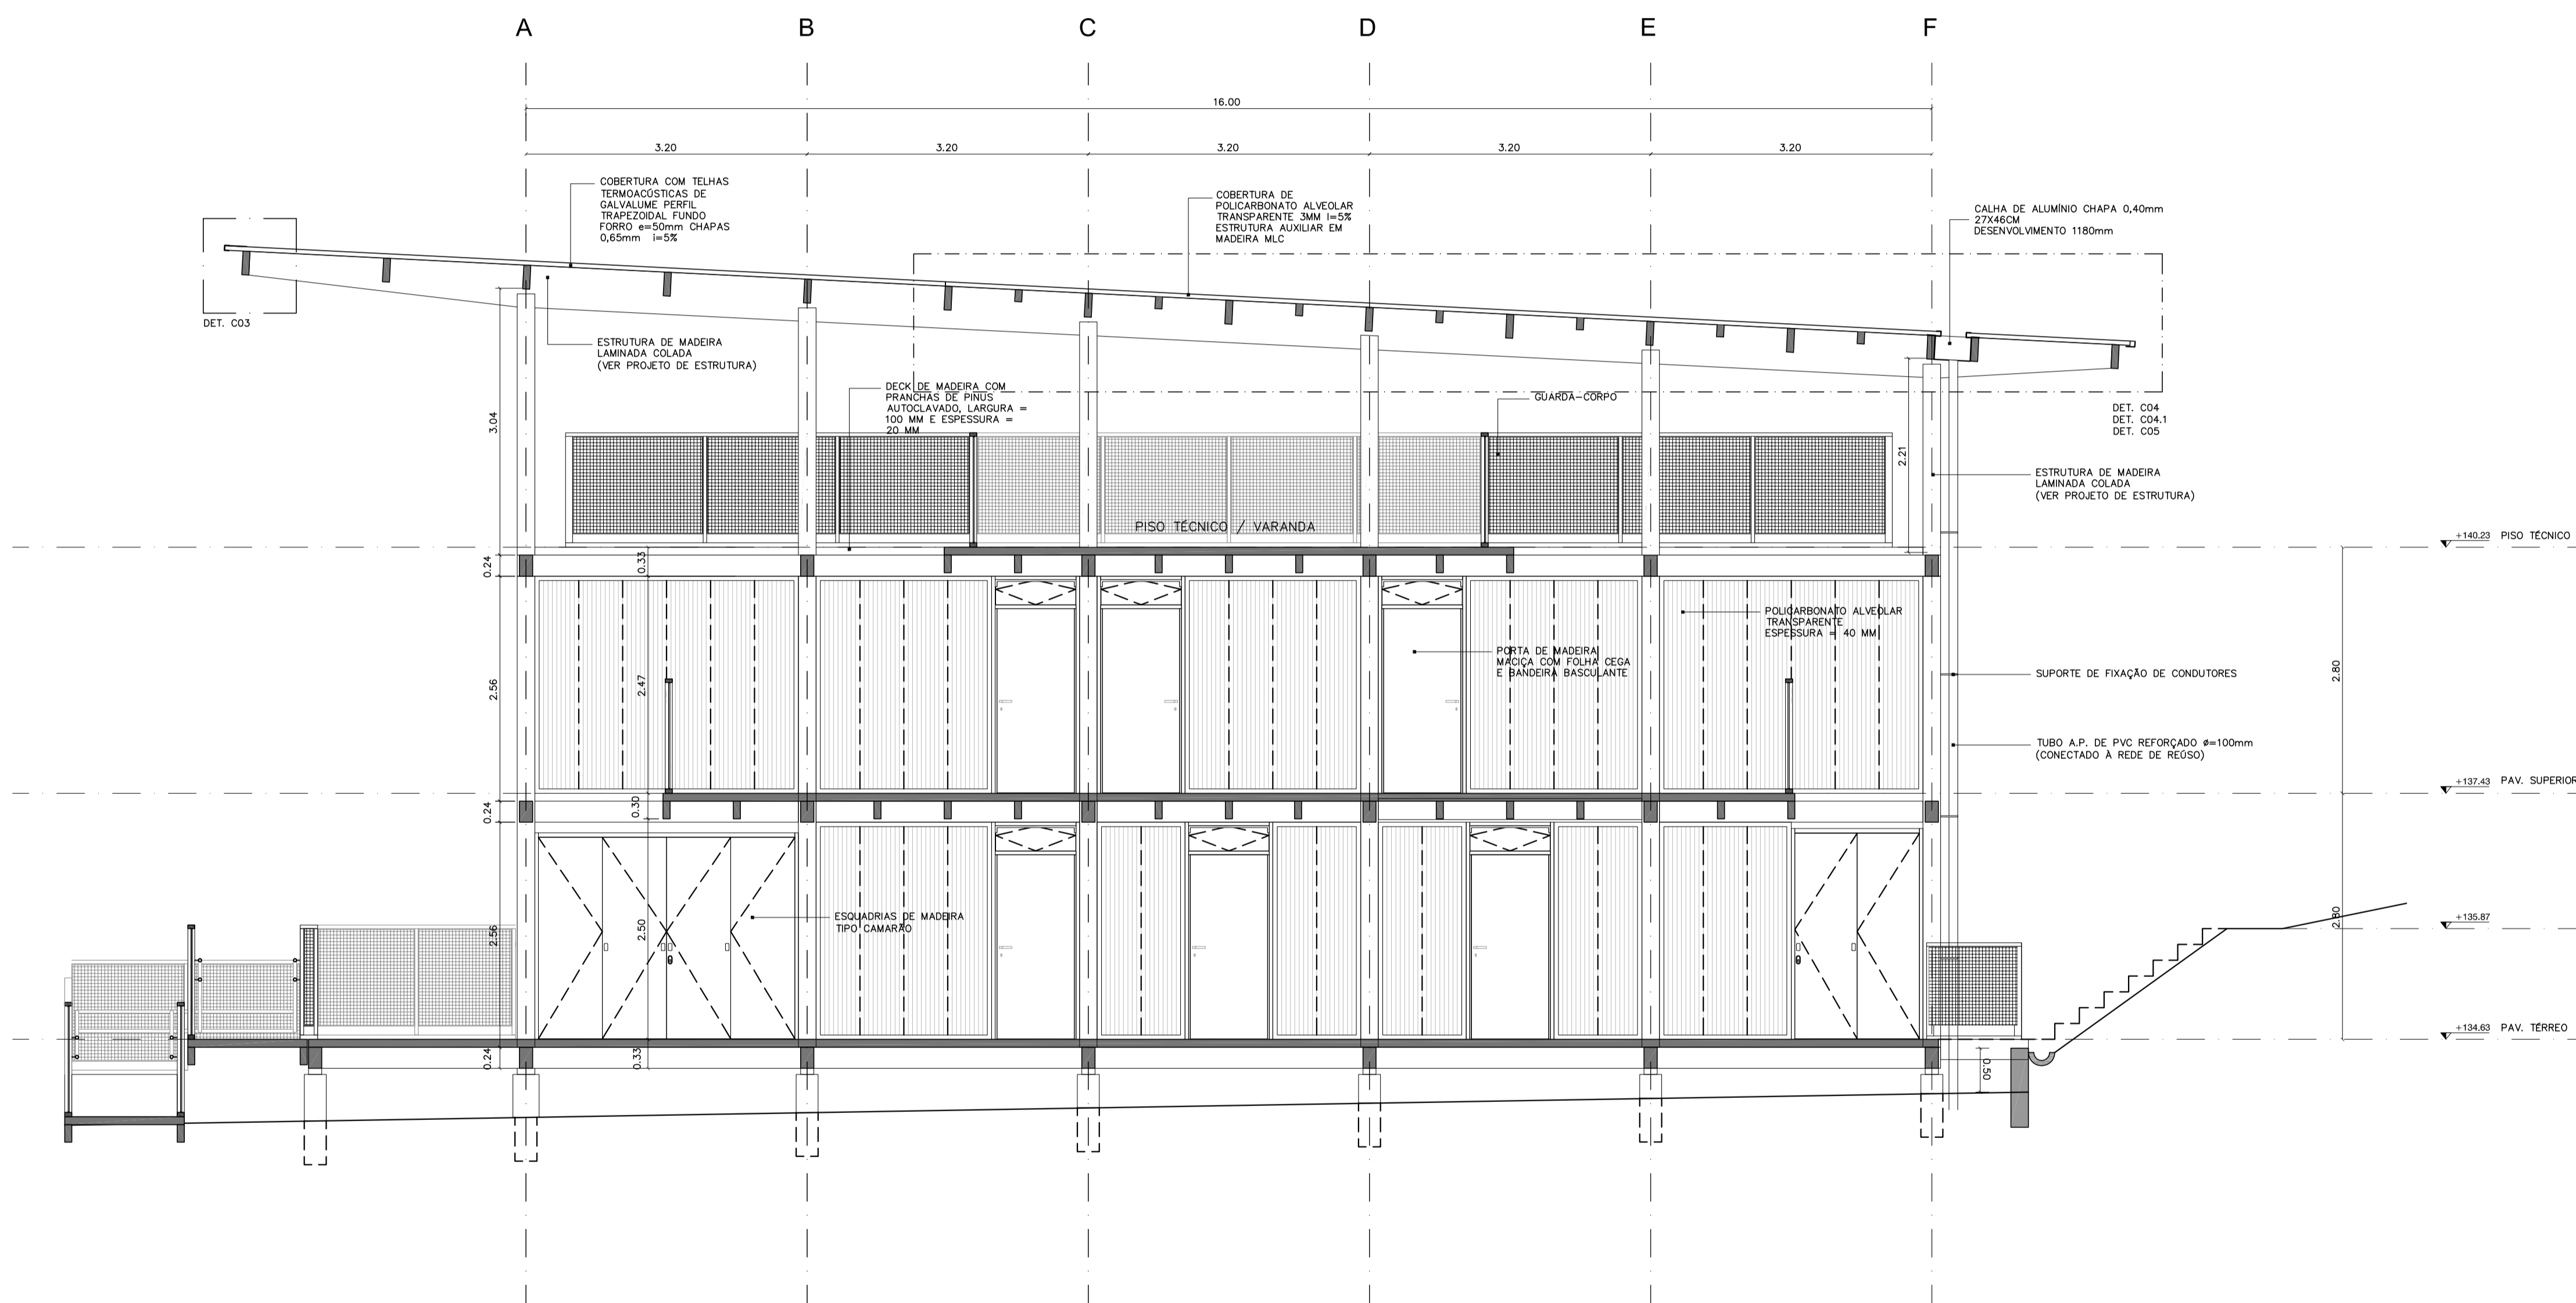 A B C D E F
16.00
3.20 3.20 3.20 3.20 3.20
COBERTURA COM TELHAS
TERMOACÚSTICAS DE
GALVALUME PERFIL
TRAPEZOIDAL FUNDO
FORRO e=50mm CHAPAS
0,65mm i=5%
COBERTURA DE
POLICARBONATO ALVEOLAR
TRANSPARENTE 3MM I=5%
ESTRUTURA AUXILIAR EM
MADEIRA MLC
CALHA DE ALUMÍNIO CHAPA 0,40mm
27X46CM
DESENVOLVIMENTO 1180mm
DET. C03
ESTRUTURA DE MADEIRA
LAMINADA COLADA
(VER PROJETO DE ESTRUTURA)
DECK DE MADEIRA COM
PRANCHAS DE PINUS
AUTOCLAVADO, LARGURA =
100 MM E ESPESSURA =
20 MM
GUARDA-CORPO
DET. C04
DET. C04.1
DET. C05
3.04
2.21
ESTRUTURA DE MADEIRA
LAMINADA COLADA
(VER PROJETO DE ESTRUTURA)
PISO TÉCNICO / VARANDA
+140.23 PISO TÉCNICO
0.24
0.33
POLICARBONATO ALVEOLAR
TRANSPARENTE
ESPESSURA = 40 MM
PORTA DE MADEIRA
MACIÇA COM FOLHA CEGA
E BANDEIRA BASCULANTE
2.56
2.47
2.80
SUPORTE DE FIXAÇÃO DE CONDUTORES
TUBO A.P. DE PVC REFORÇADO ø=100mm
(CONECTADO À REDE DE REÚSO)
+137.43 PAV. SUPERIOR
0.24
0.30
ESQUADRIAS DE MADEIRA
TIPO CAMARÃO
2.56
2.50
2.80
+135.87
+134.63 PAV. TÉRREO
0.24
0.33
0.50